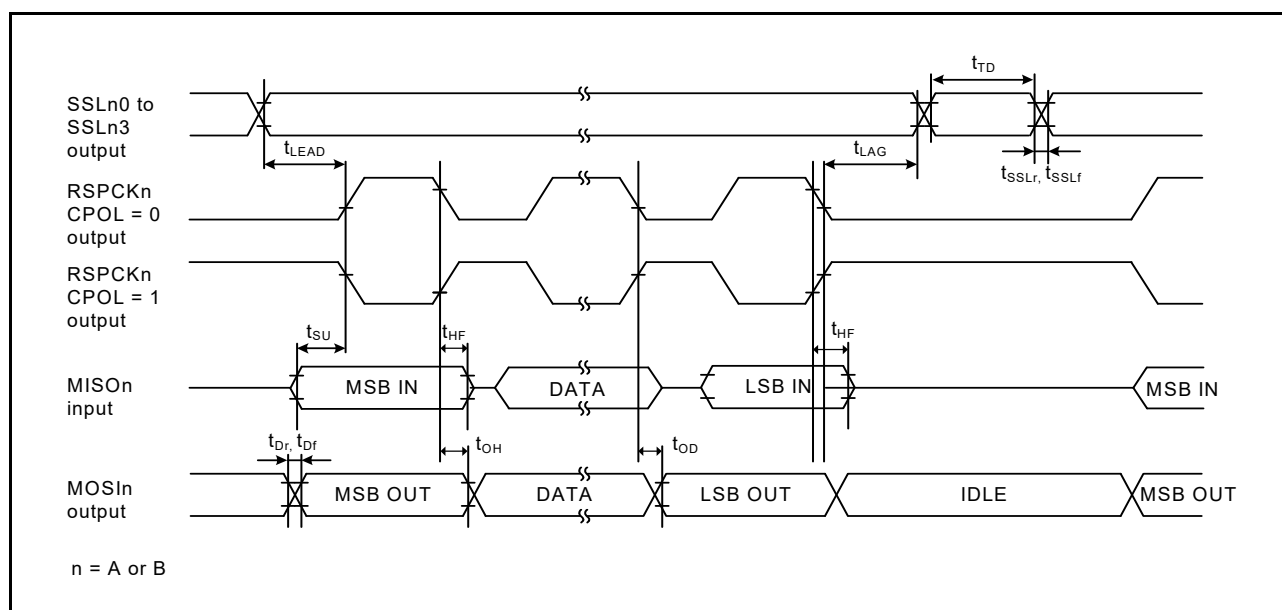 tTD
SSLn0 to
SSLn3
output
tLEAD
tLAG
tSSLr, tSSLf
RSPCKn
CPOL = 0
output
RSPCKn
CPOL = 1
output
tSU
tHF
tHF
MISOn
input
MSB IN
DATA
LSB IN
MSB IN
tDr, tDf
tOH
tOD
MOSIn
output
MSB OUT
DATA
LSB OUT
IDLE
MSB OUT
n = A or B